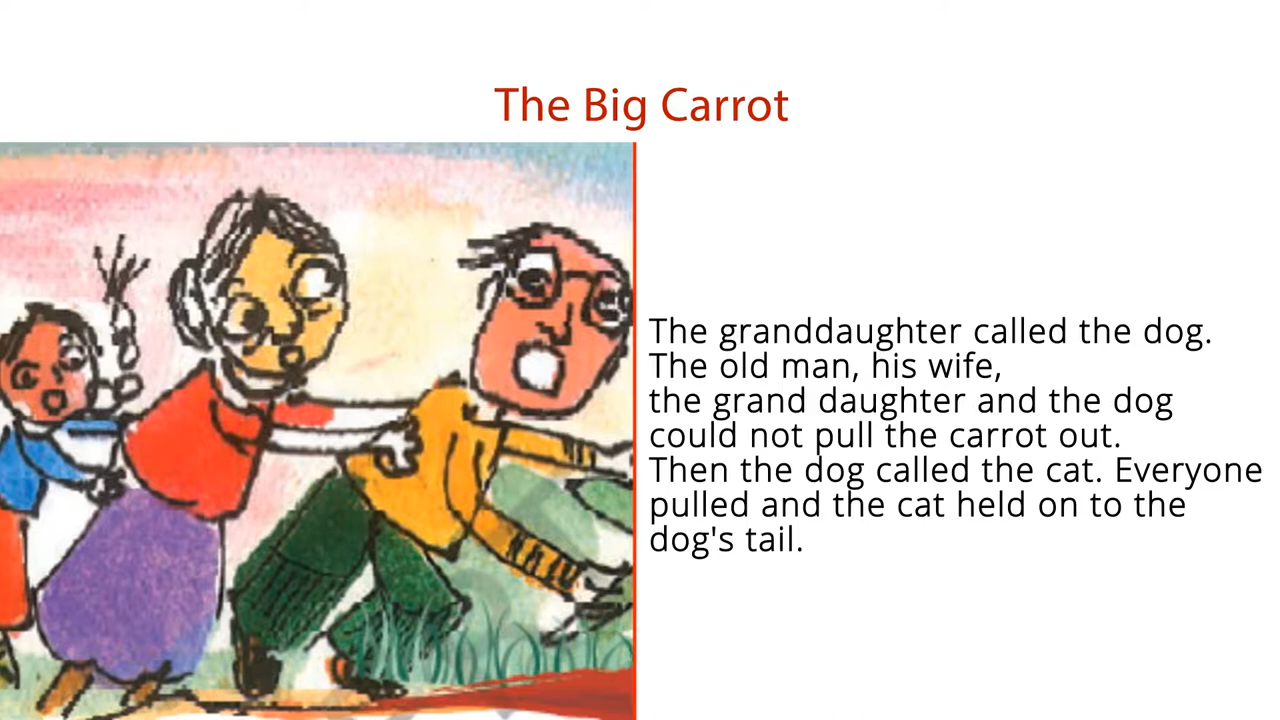 The Big Carrot
The granddaughter called the dog.
The old man, his wife,
the grand daughter and the dog
could not pull the carrot out.
Then the dog called the cat. Everyone
pulled and the cat held on to the
dog's tail.